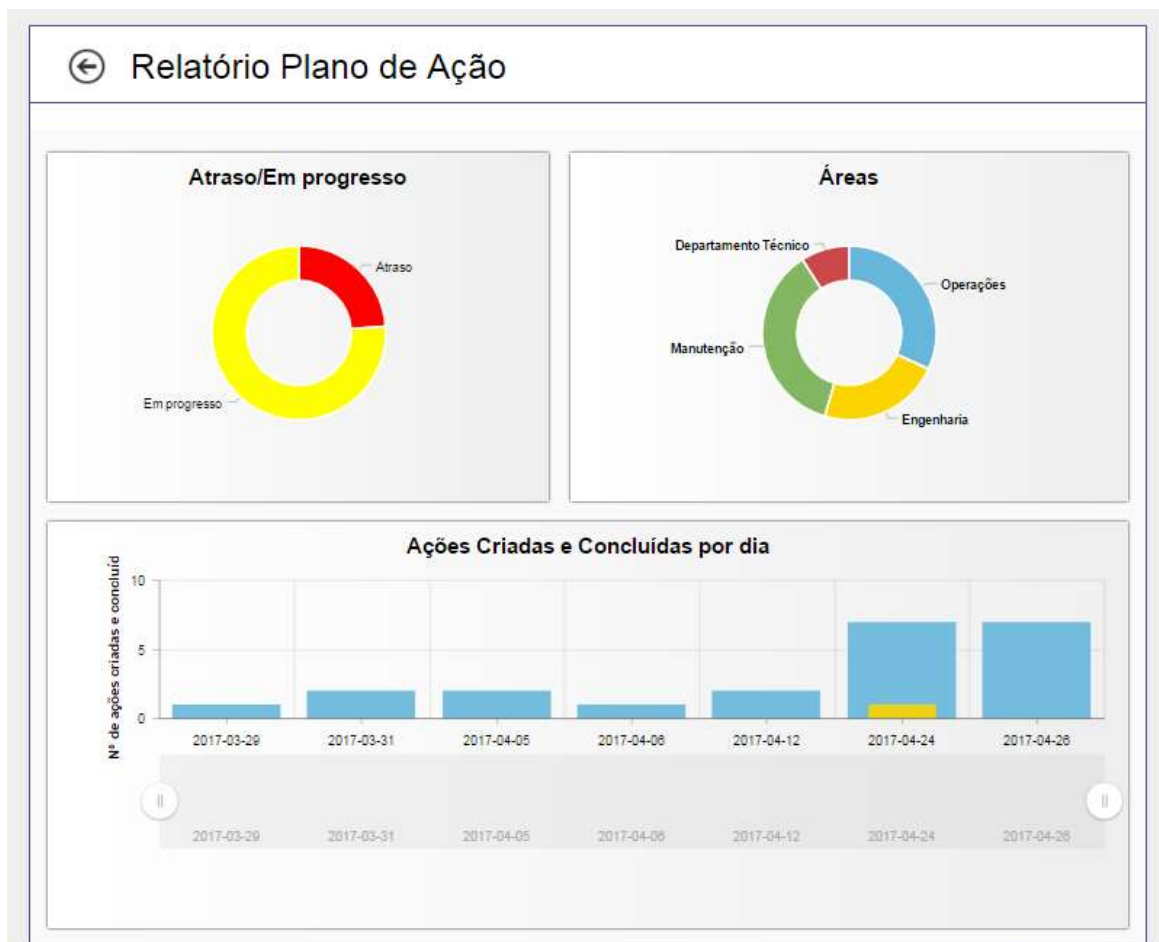 Relatório Plano de Ação
Atraso/Em progresso
Atraso
Em progresso
Áreas
Departamento Técnico
Operações
Manutenção
Engenharia
Ações Criadas e Concluídas por dia
Nº de ações criadas e concluíd
10
5
0
2017-03-29
2017-03-31
2017-04-05
2017-04-06
2017-04-12
2017-04-24
2017-04-26
2017-03-29
2017-03-31
2017-04-05
2017-04-06
2017-04-12
2017-04-24
2017-04-26